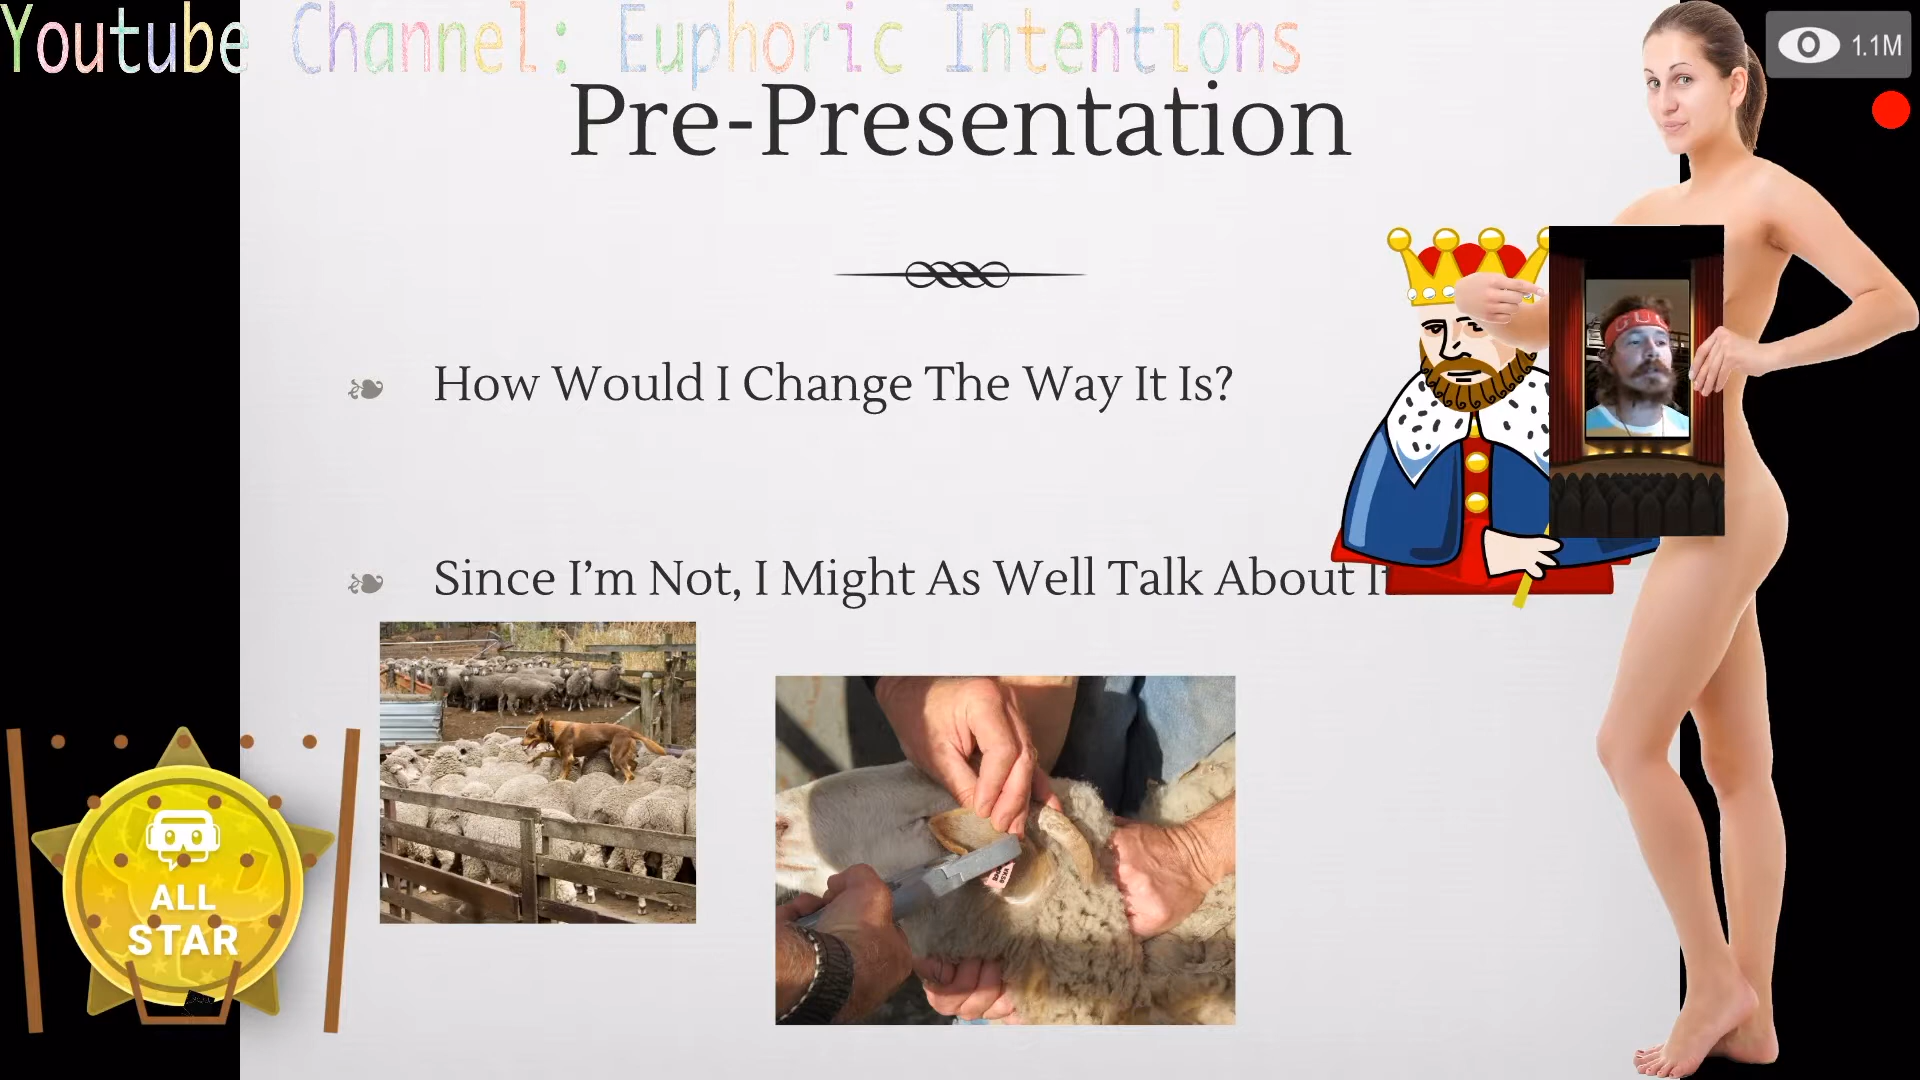 Youtube Channel: Euphoric Intentions
1.1M
Pre-Presentation
How Would I Change The Way It Is?
Since I’m Not, I Might As Well Talk About It
ALL
STAR